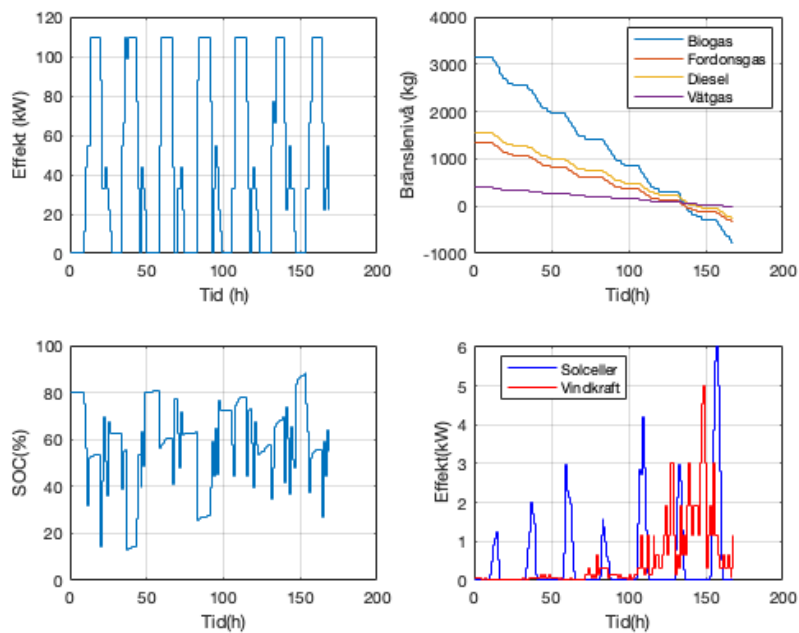 120
100
80
60
40
20
0
Effekt (kW)
0 50 100 150 200
Tid (h)
4000
3000
2000
1000
0
-1000
Bränslenivå (kg)
Biogas
Fordonsgas
Diesel
Vätgas
0 50 100 150 200
Tid(h)
100
80
60
40
20
0
SOC(%)
0 50 100 150 200
Tid(h)
6
5
4
3
2
1
0
Effekt(kW)
Solceller
Vindkraft
0 50 100 150 200
Tid(h)